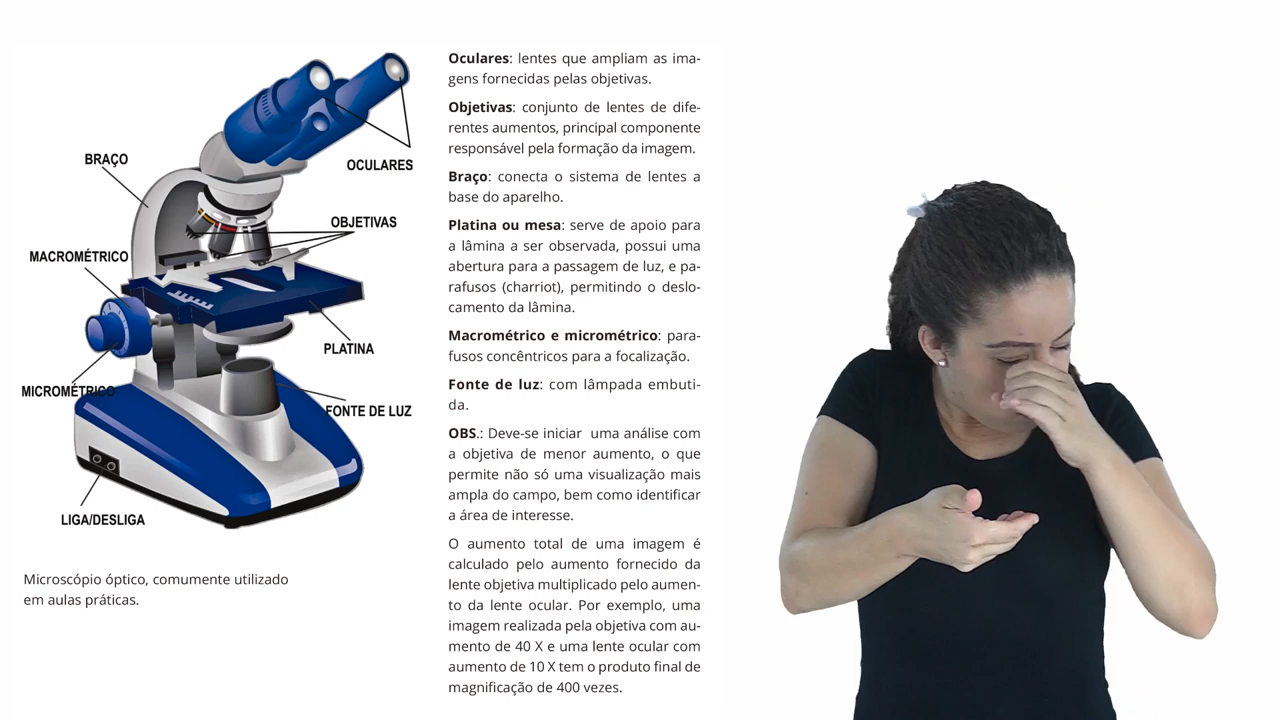 OCULARES
BRAÇO
OBJETIVAS
MACROMÉTRICO
PLATINA
MICROMÉTRICO
FONTE DE LUZ
LIGA/DESLIGA
Microscópio óptico, comumente utilizado
em aulas práticas.
Oculares: lentes que ampliam as ima-
gens fornecidas pelas objetivas.
Objetivas: conjunto de lentes de dife-
rentes aumentos, principal componente
responsável pela formação da imagem.
Braço: conecta o sistema de lentes a
base do aparelho.
Platina ou mesa: serve de apoio para
a lâmina a ser observada, possui uma
abertura para a passagem de luz, e pa-
rafusos (charriot), permitindo o deslo-
camento da lâmina.
Macrométrico e micrométrico: para-
fusos concêntricos para a focalização.
Fonte de luz: com lâmpada embuti-
da.
OBS.: Deve-se iniciar uma análise com
a objetiva de menor aumento, o que
permite não só uma visualização mais
ampla do campo, bem como identificar
a área de interesse.
O aumento total de uma imagem é
calculado pelo aumento fornecido da
lente objetiva multiplicado pelo aumen-
to da lente ocular. Por exemplo, uma
imagem realizada pela objetiva com au-
mento de 40 X e uma lente ocular com
aumento de 10 X tem o produto final de
magnificação de 400 vezes.